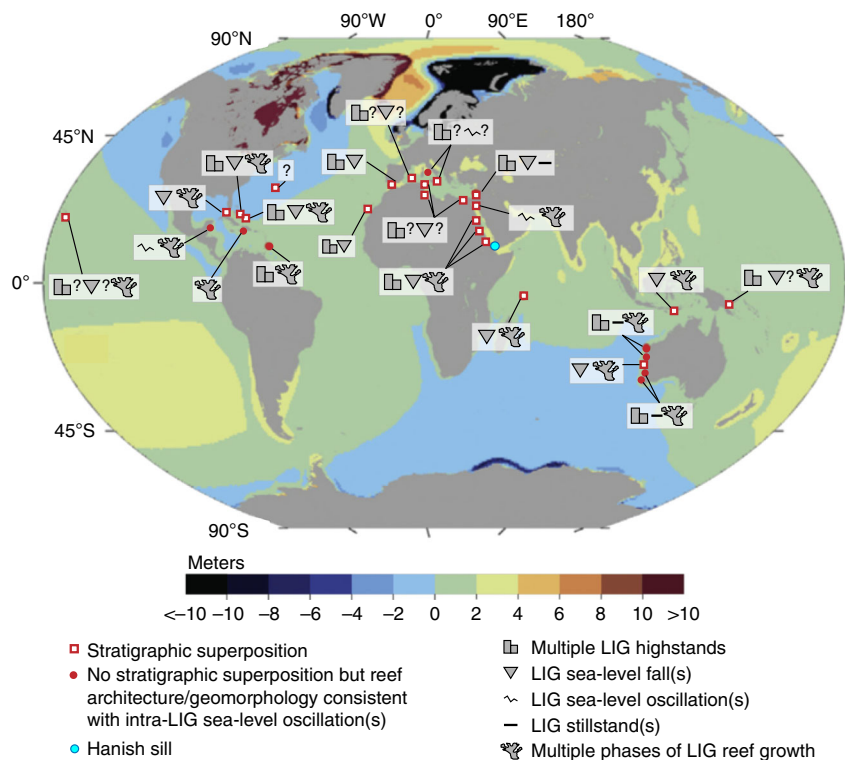 90°W 0° 90°E 180°
90°N
45°N
0°
45°S
90°S
? ?
? ?
?
? ?
? ?
?
Meters
<–10 –10 –8 –6 –4 –2 0 2 4 6 8 10 >10
Stratigraphic superposition
No stratigraphic superposition but reef
architecture/geomorphology consistent
with intra-LIG sea-level oscillation(s)
Hanish sill
Multiple LIG highstands
LIG sea-level fall(s)
LIG sea-level oscillation(s)
LIG stillstand(s)
Multiple phases of LIG reef growth